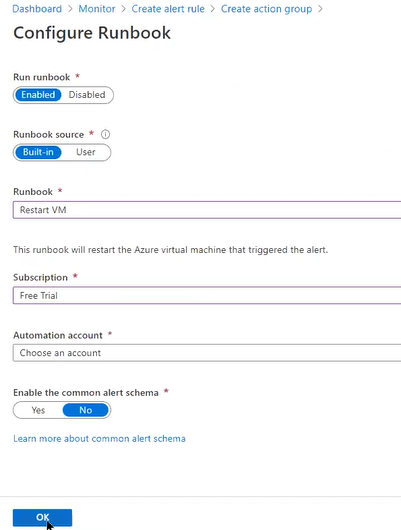 Dashboard > Monitor > Create alert rule > Create action group >
Configure Runbook
Run runbook *
Enabled Disabled
Runbook source * i
Built-in User
Runbook *
Restart VM
This runbook will restart the Azure virtual machine that triggered the alert.
Subscription *
Free Trial
Automation account *
Choose an account
Enable the common alert schema *
Yes No
Learn more about common alert schema
OK